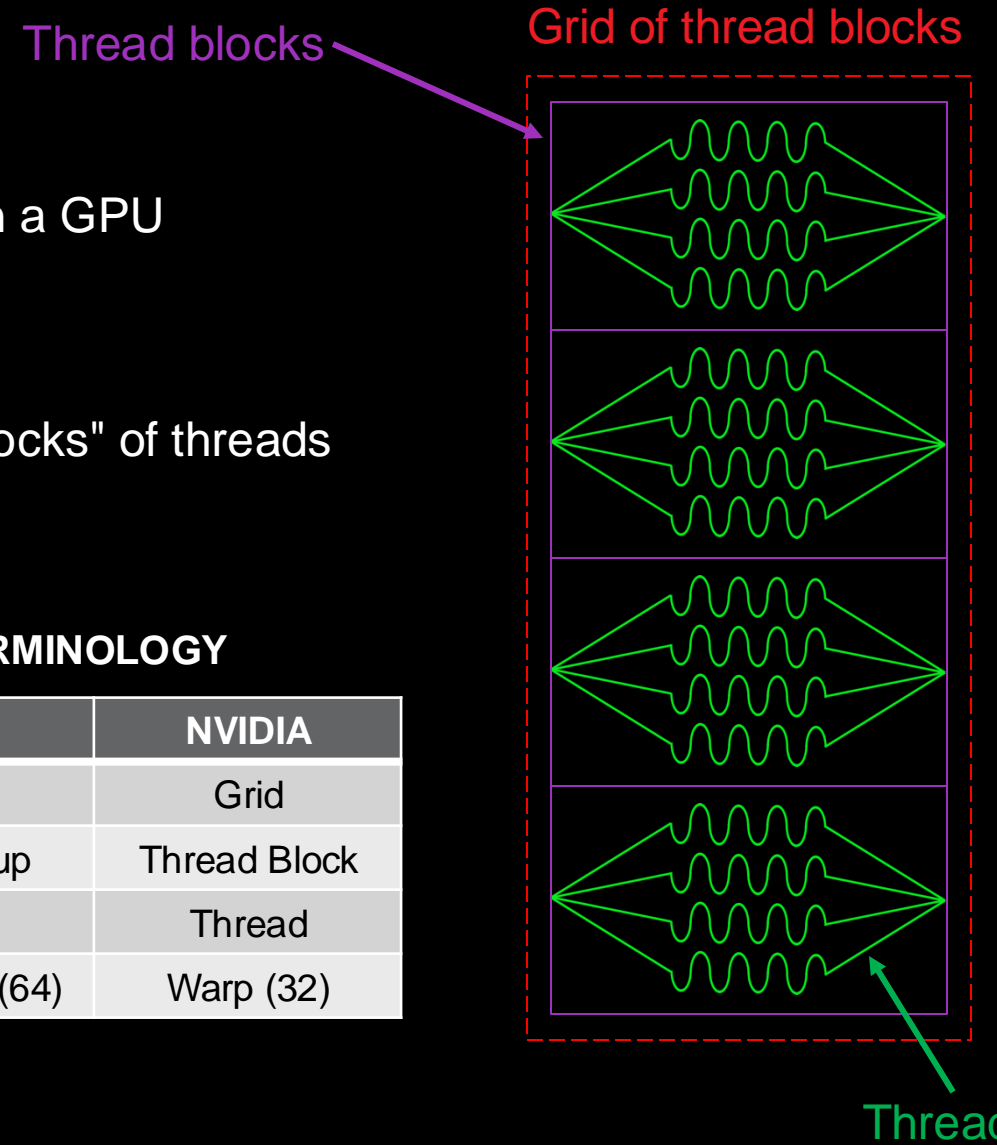 Thread blocks
Grid of thread blocks
n a GPU
ocks" of threads
RMINOLOGY
NVIDIA
Grid
up Thread Block
Thread
(64) Warp (32)
Thread